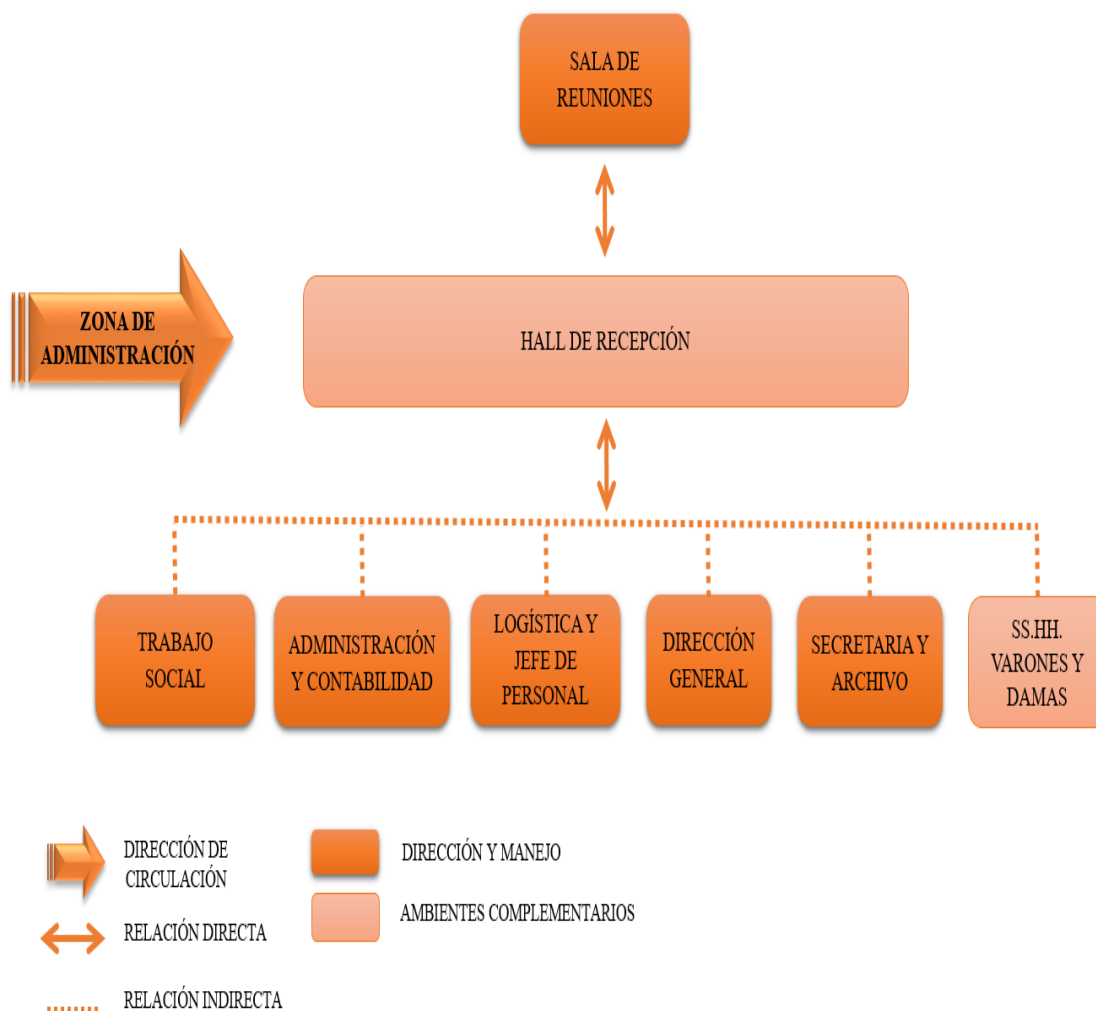 SALA DE
REUNIONES
ZONA DE
ADMINISTRACIÓN
HALL DE RECEPCIÓN
TRABAJO
SOCIAL
ADMINISTRACIÓN
Y CONTABILIDAD
LOGÍSTICA Y
JEFE DE
PERSONAL
DIRECCIÓN
GENERAL
SECRETARIA Y
ARCHIVO
SS.HH.
VARONES Y
DAMAS
DIRECCIÓN DE
CIRCULACIÓN
DIRECCIÓN Y MANEJO
RELACIÓN DIRECTA
AMBIENTES COMPLEMENTARIOS
RELACIÓN INDIRECTA